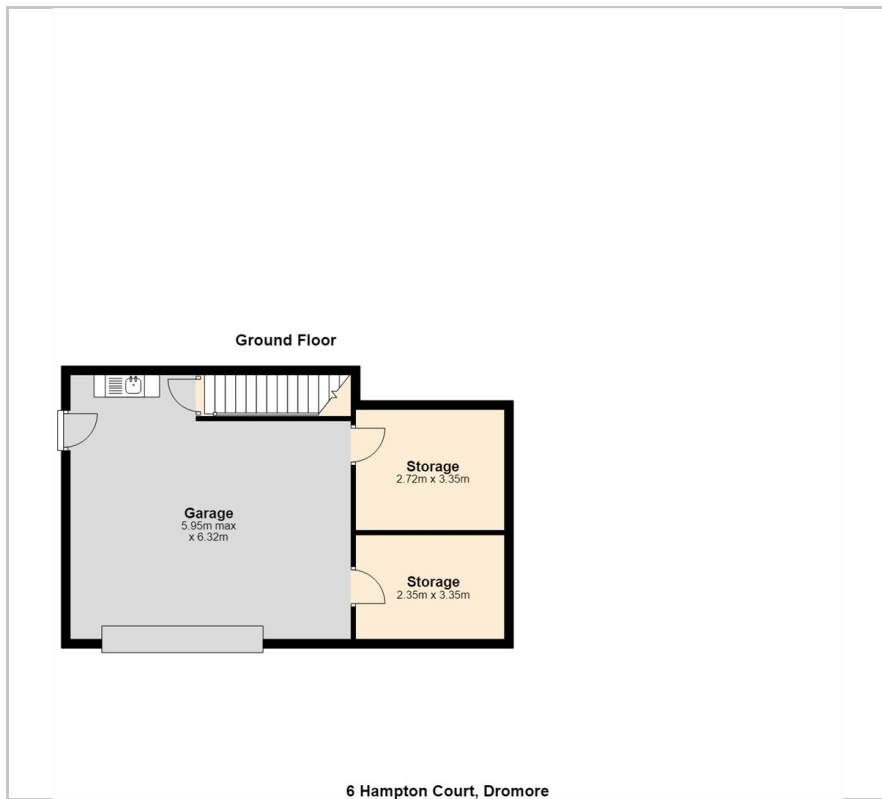 Ground Floor
Garage
5.95m max
x 6.32m
Storage
2.72m x 3.35m
Storage
2.35m x 3.35m
6 Hampton Court, Dromore